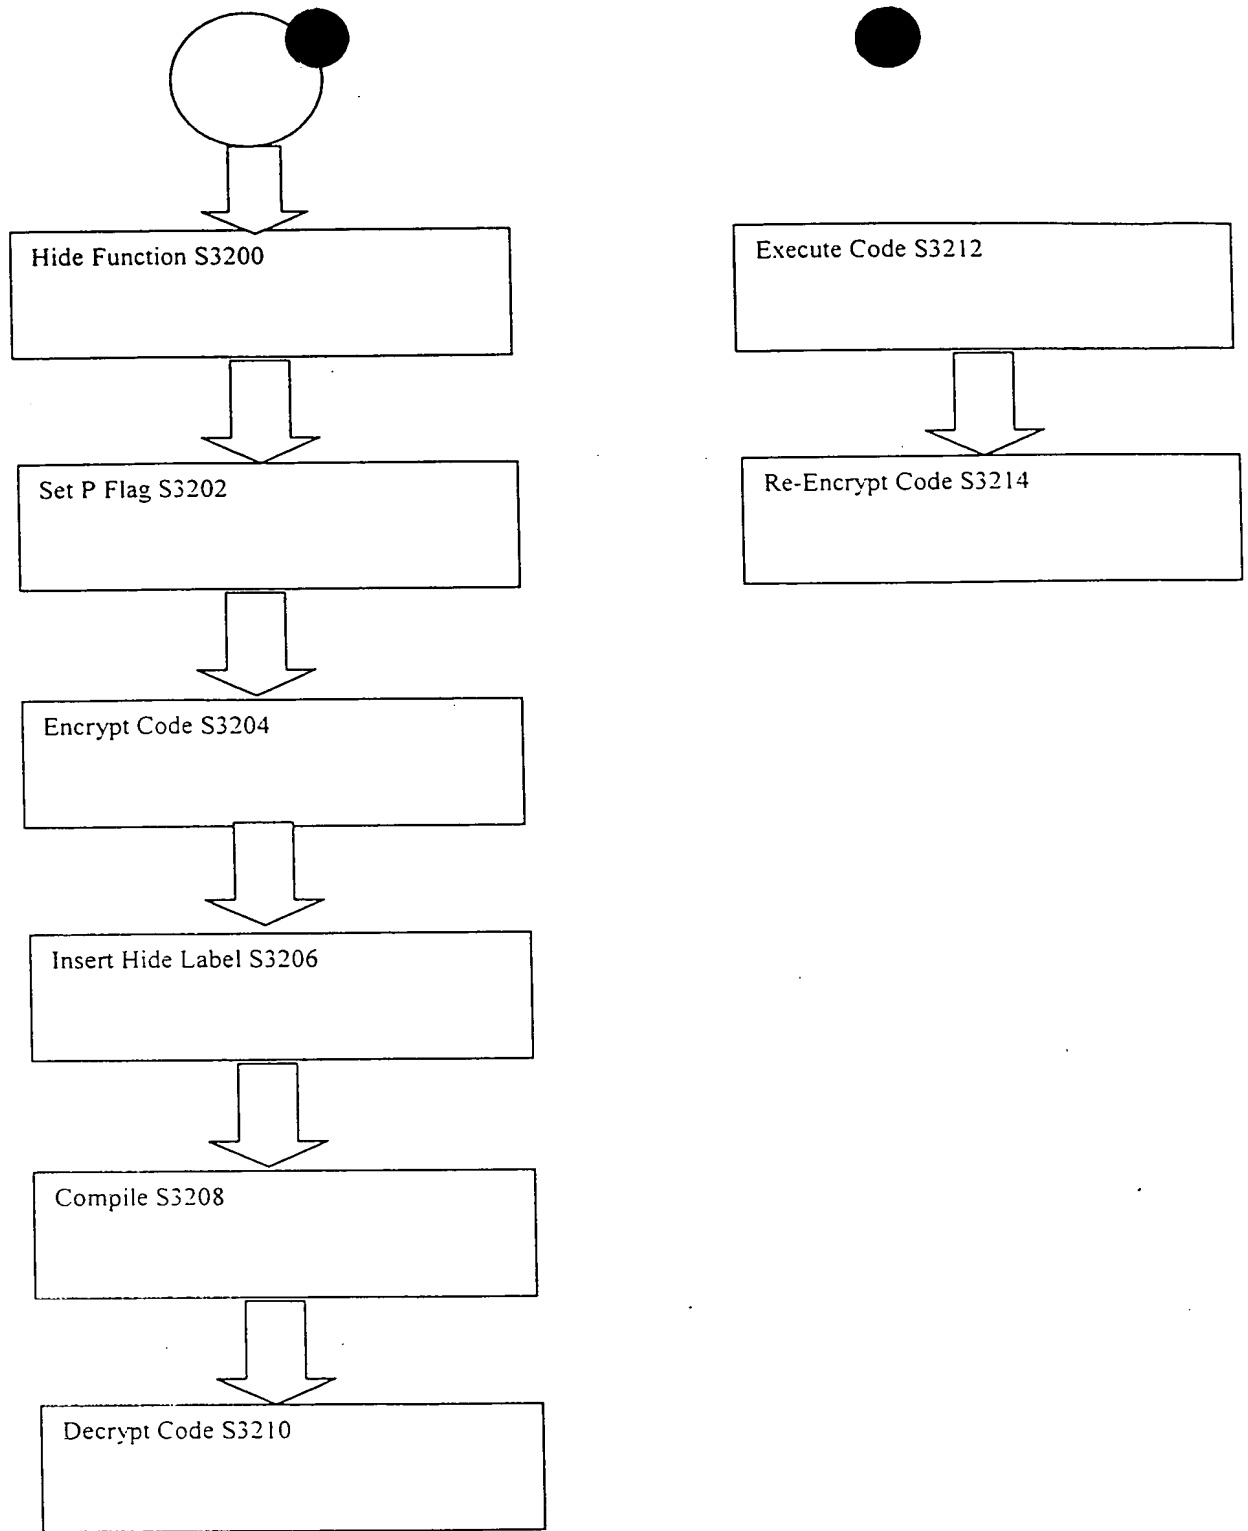 Hide Function S3200
Set P Flag S3202
Encrypt Code S3204
Insert Hide Label S3206
Compile S3208
Decrypt Code S3210
Execute Code S3212
Re-Encrypt Code S3214